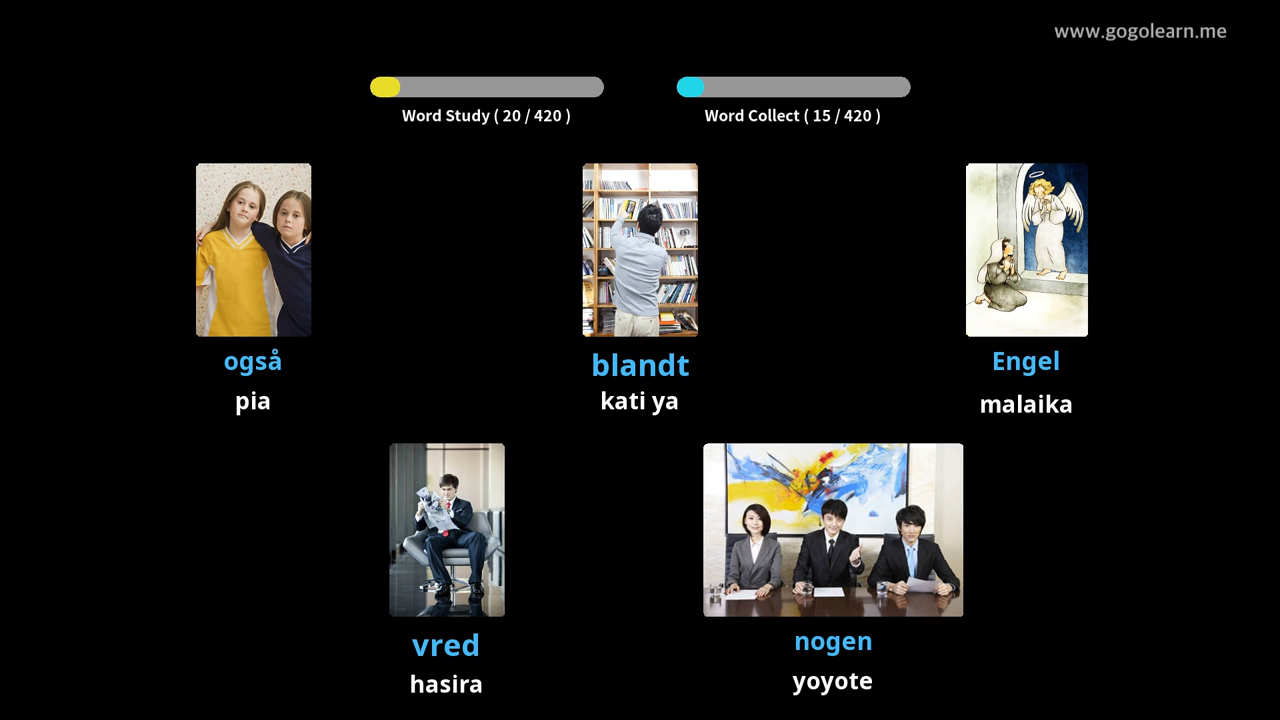 www.gogolearn.me
Word Study ( 20 / 420 )
Word Collect ( 15 / 420 )
også
pia
blandt
kati ya
Engel
malaika
vred
hasira
nogen
yoyote